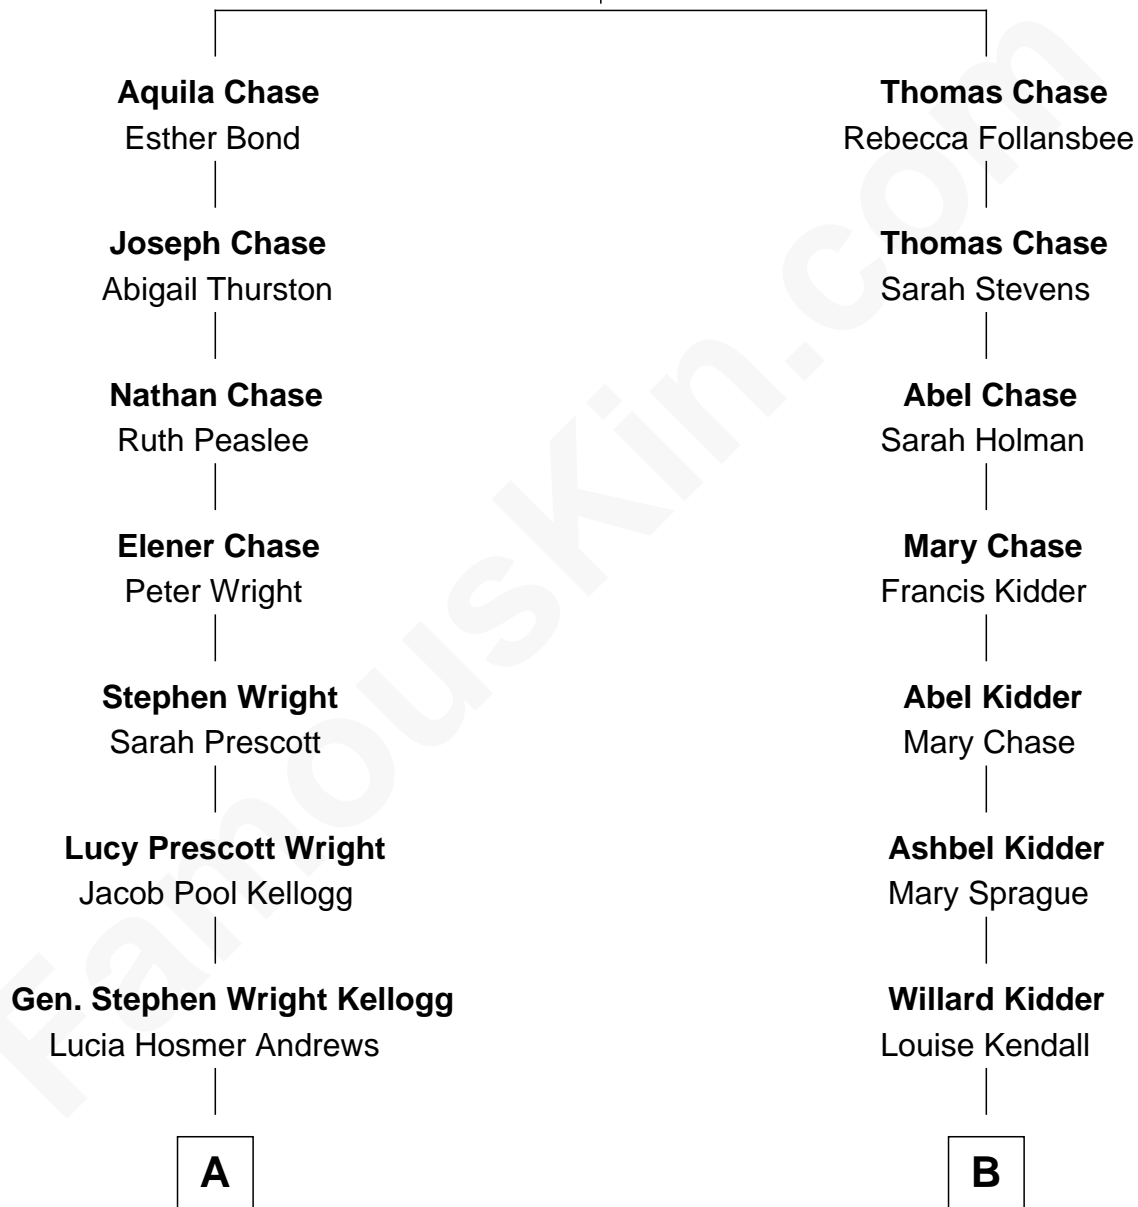 Aquila Chase
Esther Bond
Joseph Chase
Abigail Thurston
Nathan Chase
Ruth Peaslee
Elener Chase
Peter Wright
Stephen Wright
Sarah Prescott
Lucy Prescott Wright
Jacob Pool Kellogg
Gen. Stephen Wright Kellogg
Lucia Hosmer Andrews
A
Thomas Chase
Rebecca Follansbee
Thomas Chase
Sarah Stevens
Abel Chase
Sarah Holman
Mary Chase
Francis Kidder
Abel Kidder
Mary Chase
Ashbel Kidder
Mary Sprague
Willard Kidder
Louise Kendall
B
FamousKin.com